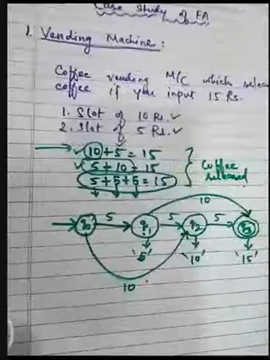 Case Study of FA
1. Vending Machine :
Coffee vending M/C which
coffee if you input 15 Rs.
1. Slot of 10 Rs. ✓
2. Slot of 5 Rs. ✓
10 + 5 = 15
✓ 5 + 10 = 15
5 + 5 + 5 = 15
Coffee
released
10
q0 5 q1 5 q2 5 q3
'5' '10' '15'
10